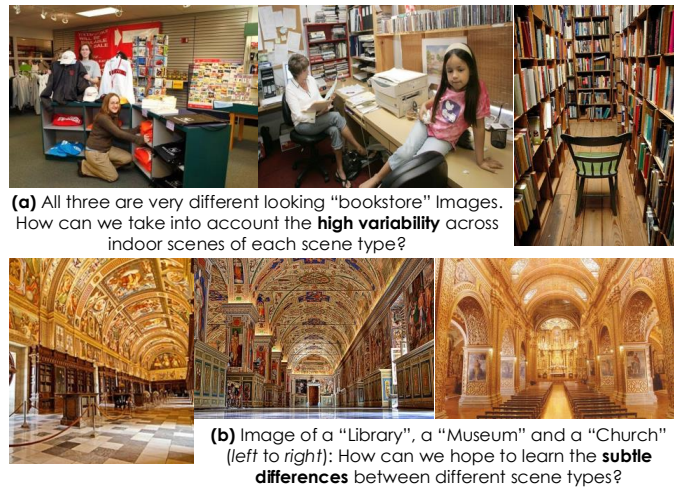 (a) All three are very different looking “bookstore” Images.
How can we take into account the high variability across
indoor scenes of each scene type?
(b) Image of a “Library”, a “Museum” and a “Church”
(left to right): How can we hope to learn the subtle
differences between different scene types?